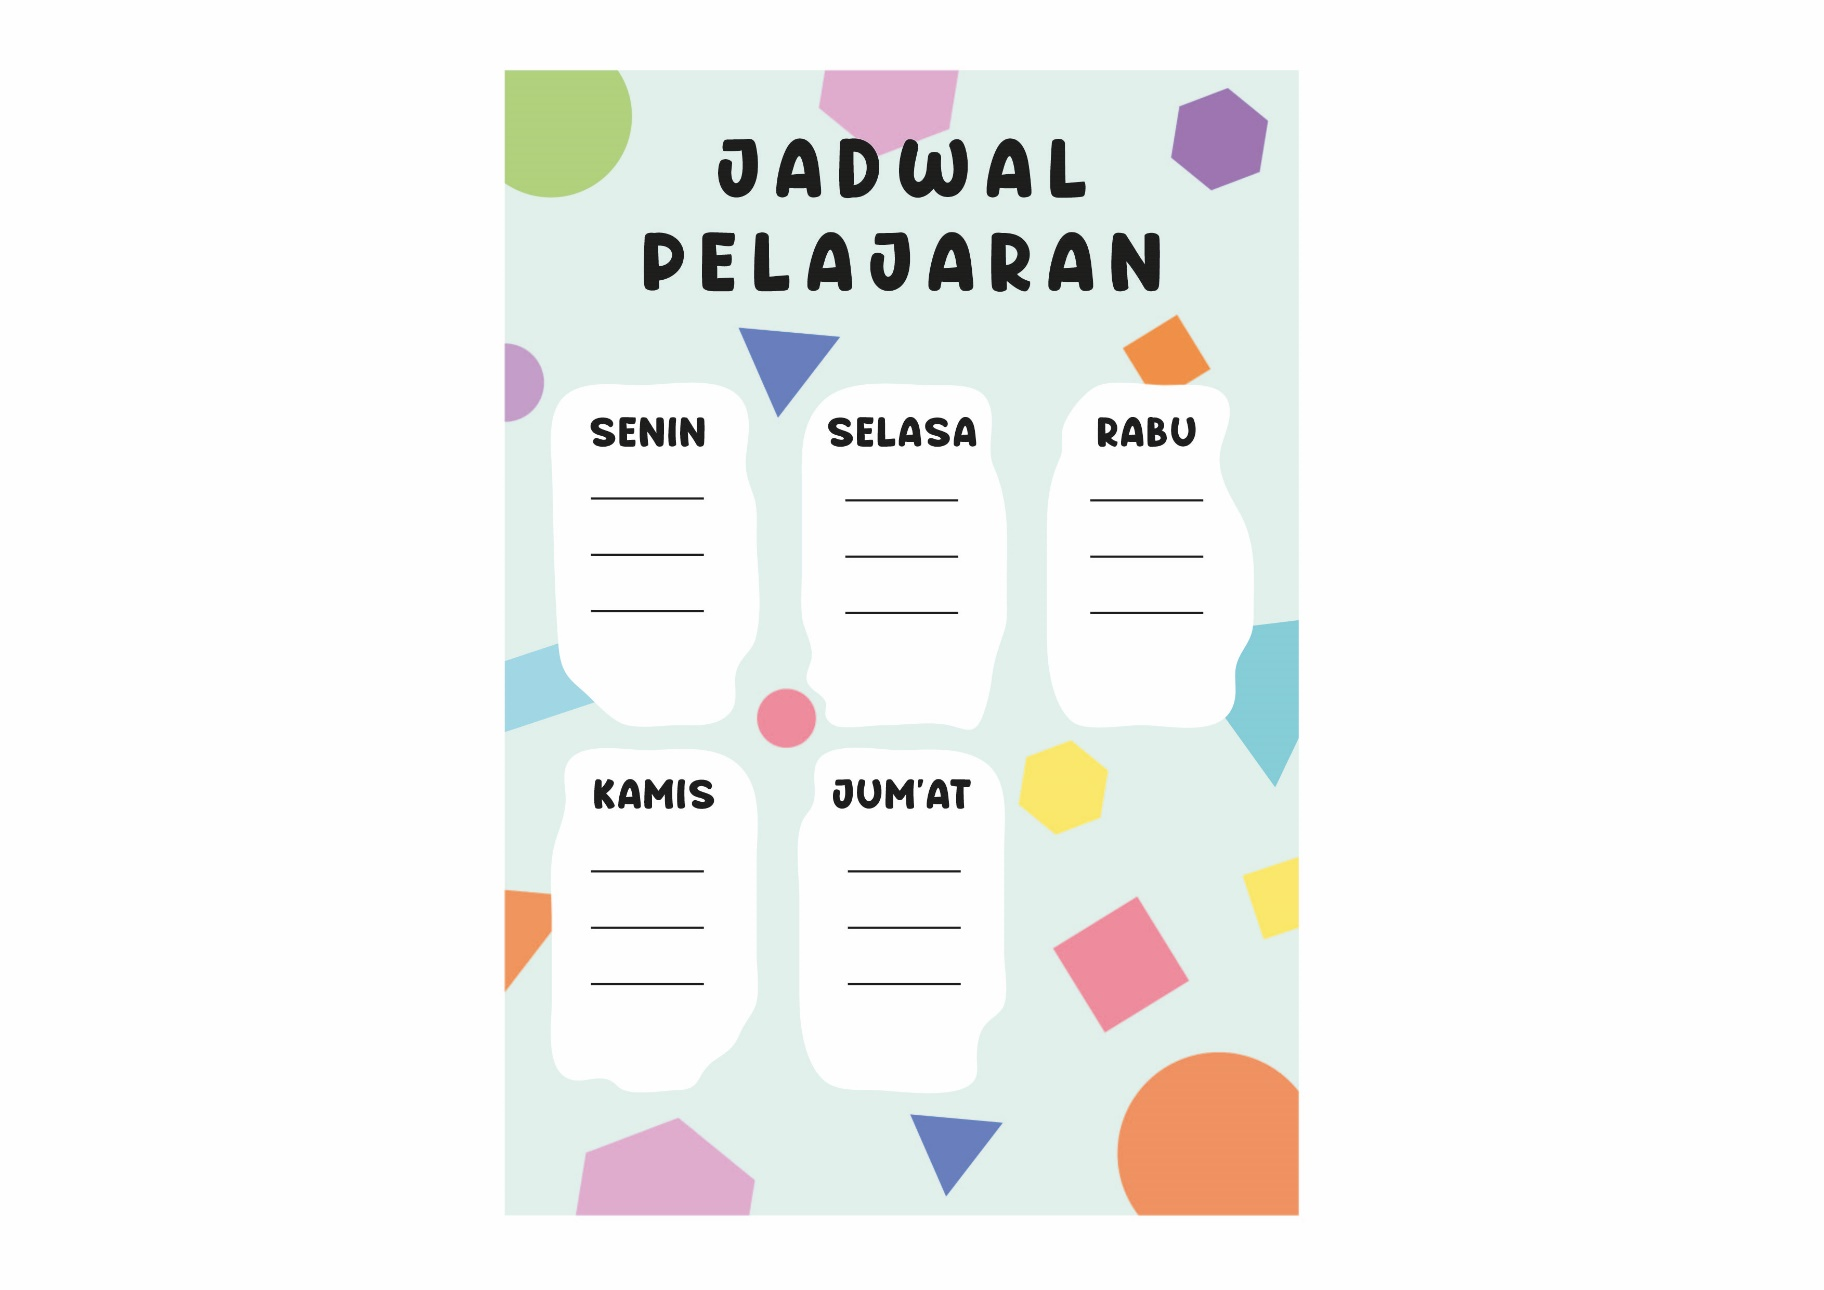 JADWAL
PELAJARAN
SENIN
SELASA
RABU
KAMIS
JUM'AT